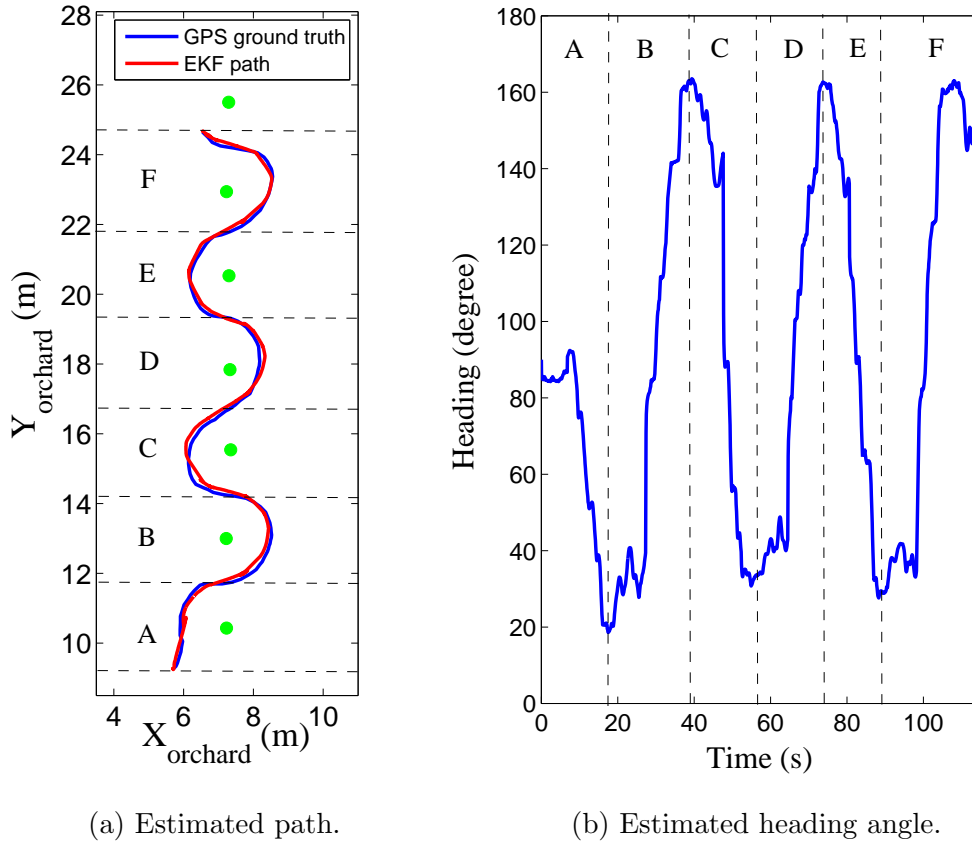 GPS ground truth
EKF path
28
26
24
22
20
18
16
14
12
10
Y_orchard (m)
F
E
D
C
B
A
4 6 8 10
X_orchard (m)
(a) Estimated path.
180
160
140
120
100
80
60
40
20
0
Heading (degree)
A B C D E F
0 20 40 60 80 100
Time (s)
(b) Estimated heading angle.